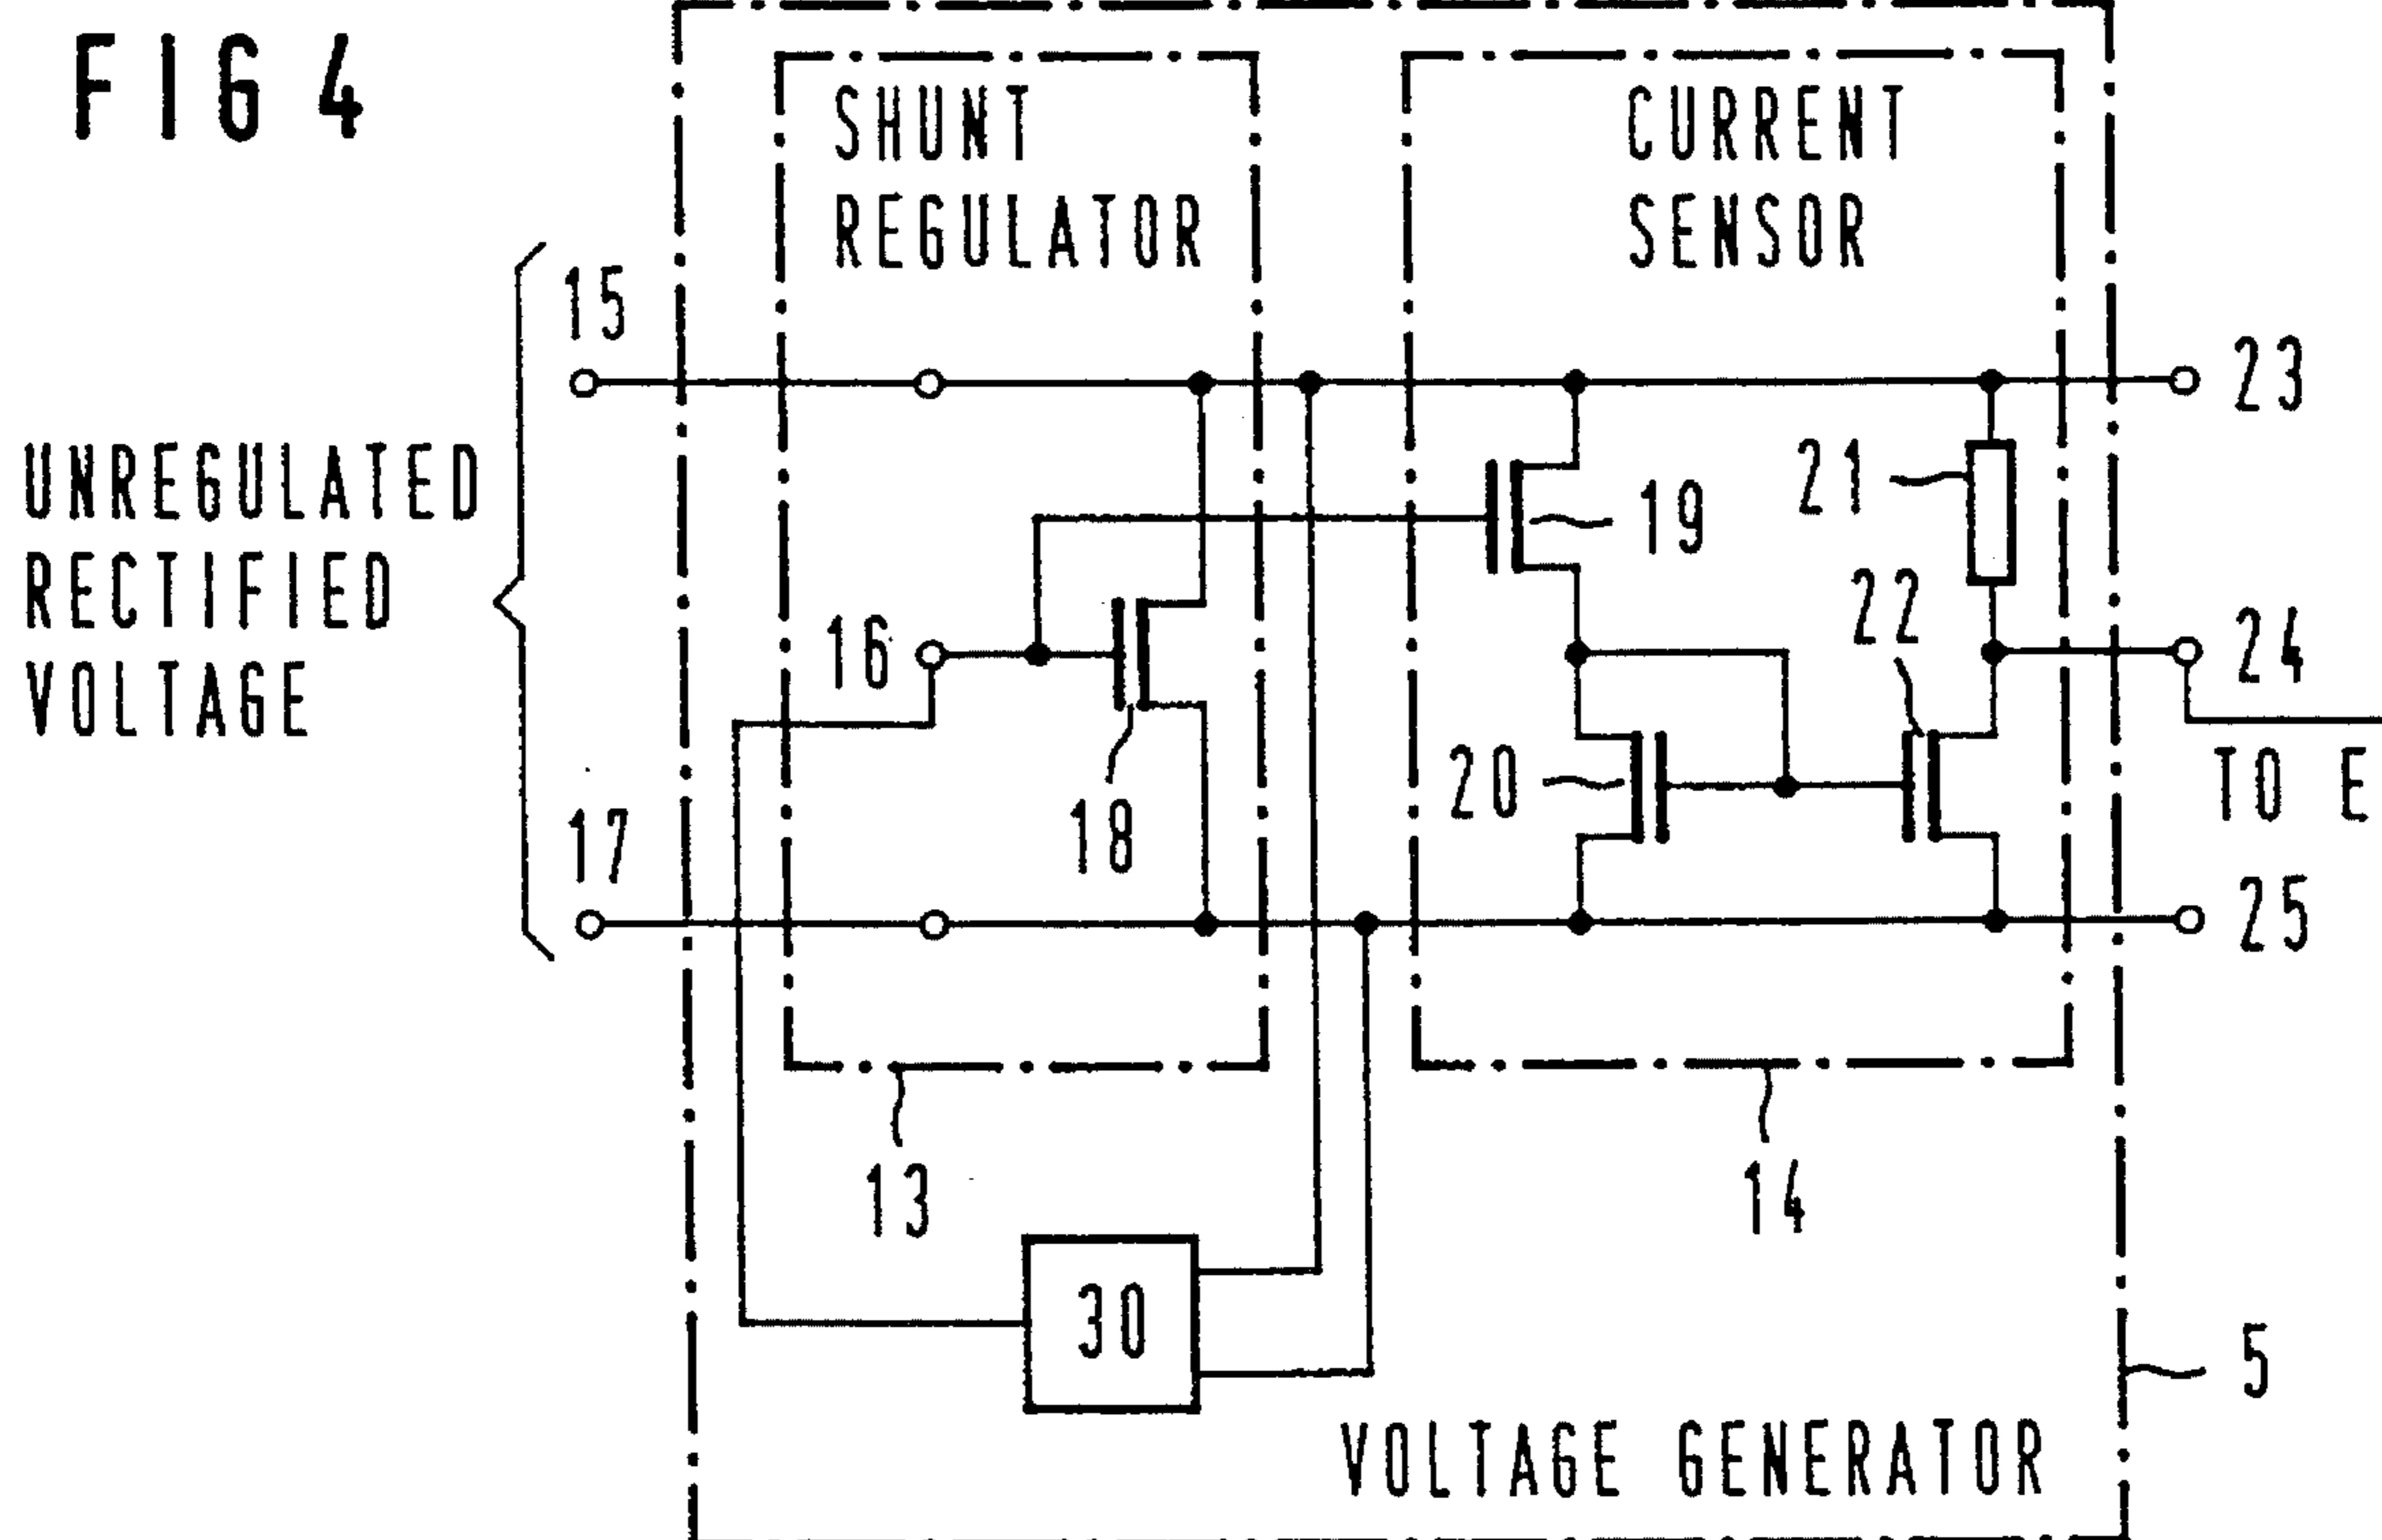 FIG 4
SHUNT
REGULATOR
CURRENT
SENSOR
15
23
UNREGULATED
RECTIFIED
VOLTAGE
21
19
22
16
24
TO E
20
18
17
25
13
14
30
5
VOLTAGE GENERATOR